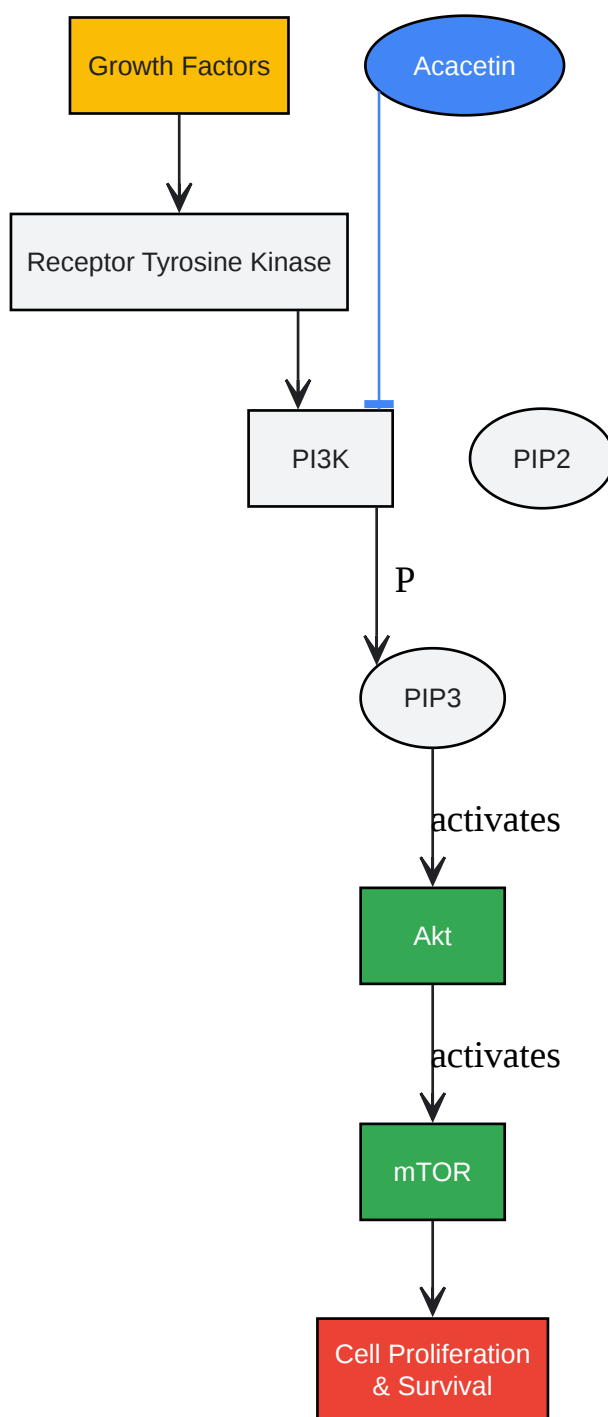 Growth Factors
Acacetin
Receptor Tyrosine Kinase
PI3K
PIP2
P
PIP3
activates
Akt
activates
mTOR
Cell Proliferation
& Survival